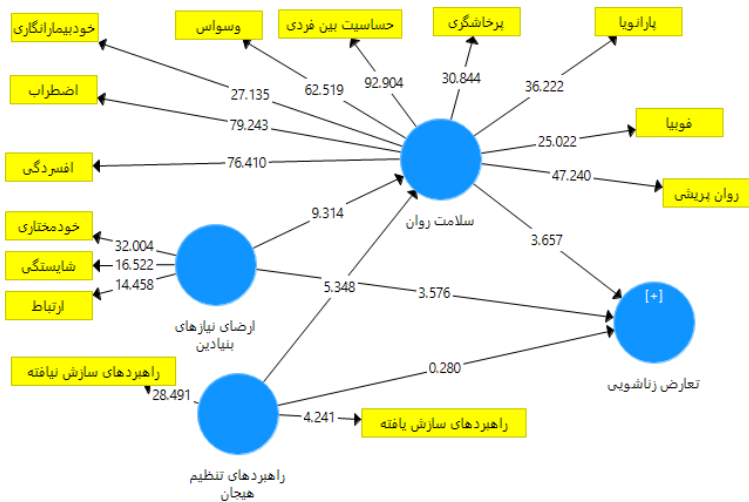 پارانویا
پرخاشگری
حساسیت بین فردی
وسواس
خودبیمارانگاری
36.222
30.844
92.904
62.519
27.135
اضطراب
79.243
فوبیا
25.022
افسردگی
76.410
47.240
روان پریشی
سلامت روان
9.314
3.657
خودمختاری
32.004
شایستگی
16.522
ارتباط
14.458
5.348
3.576
[+]
ارضای نیازهای
بنیادین
تعارض زناشویی
0.280
راهبردهای سازش نیافته
28.491
4.241
راهبردهای سازش یافته
راهبردهای تنظیم
هیجان